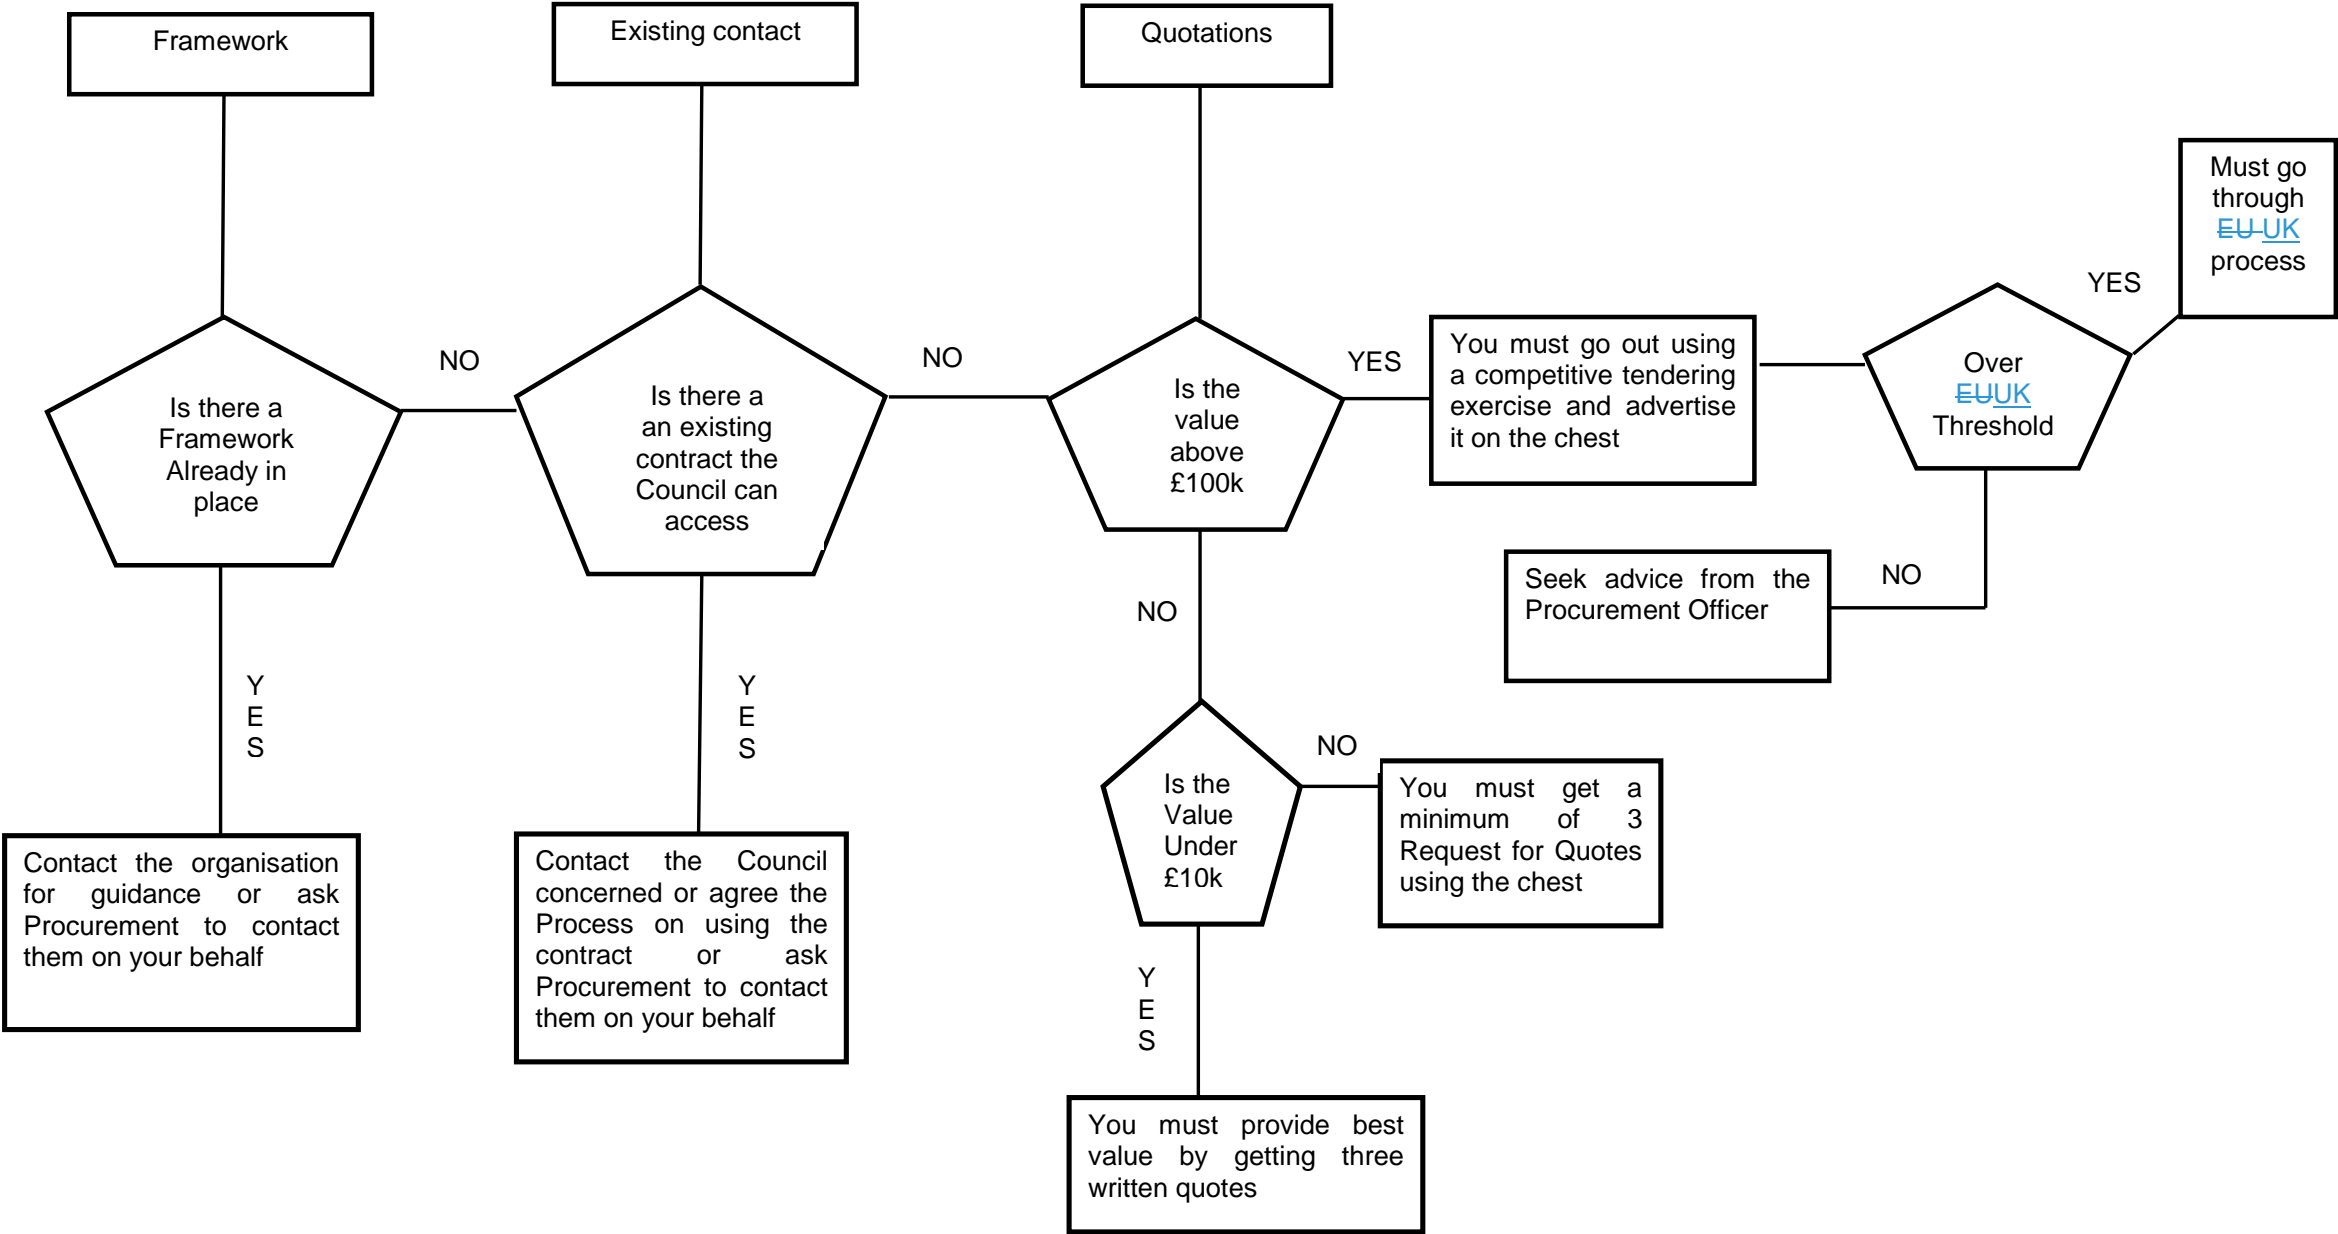 Framework
Existing contact
Quotations
Must go
through
EU UK
process
YES
Over
EUUK
Threshold
NO
Is there a
Framework
Already in
place
NO
Is there a
an existing
contract the
Council can
access
NO
Is the
value
above
£100k
YES
You must go out using
a competitive tendering
exercise and advertise
it on the chest
Seek advice from the
Procurement Officer
NO
Y
E
S
Y
E
S
NO
Is the
Value
Under
£10k
You must get a
minimum of 3
Request for Quotes
using the chest
Contact the organisation
for guidance or ask
Procurement to contact
them on your behalf
Contact the Council
concerned or agree the
Process on using the
contract or ask
Procurement to contact
them on your behalf
Y
E
S
You must provide best
value by getting three
written quotes